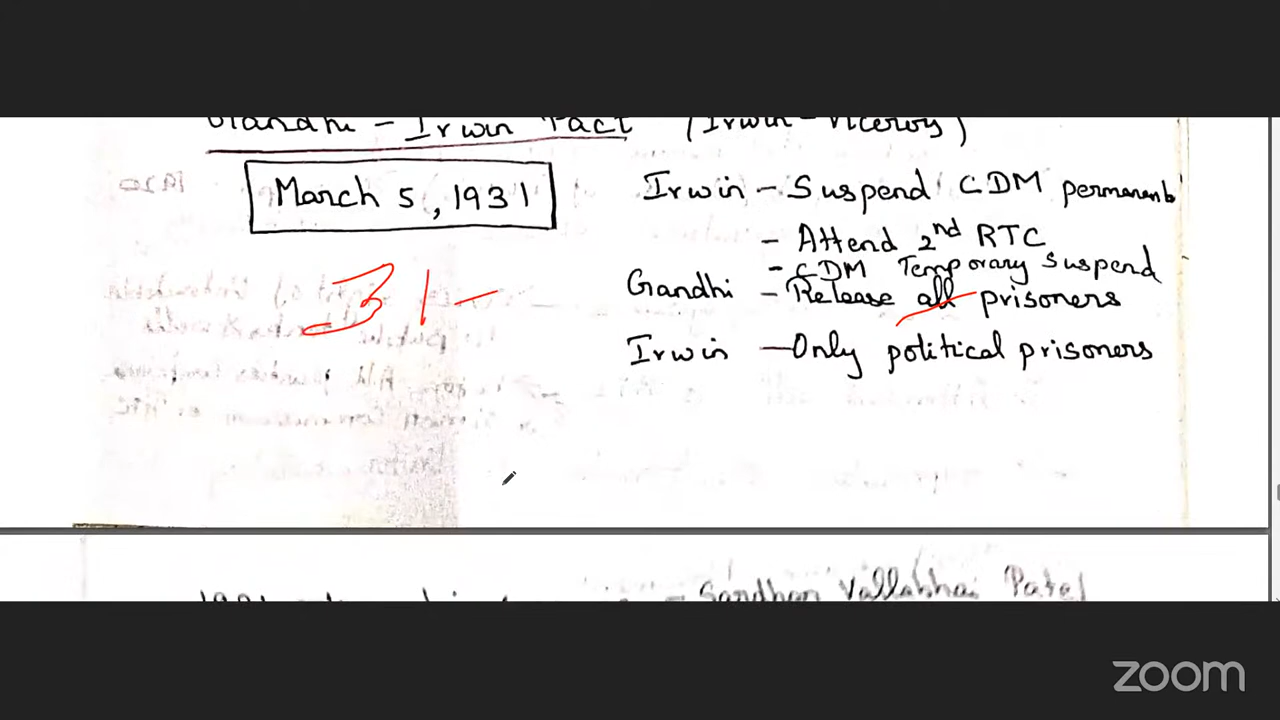 Gandhi - Irwin Pact (Irwin - Viceroy)
March 5, 1931
31 -
Irwin - Suspend CDM permanent
- Attend 2nd RTC
- CDM Temporary suspend
Gandhi - Release all prisoners
Irwin - Only political prisoners
- Sardhar Vallabhai Patel
zoom